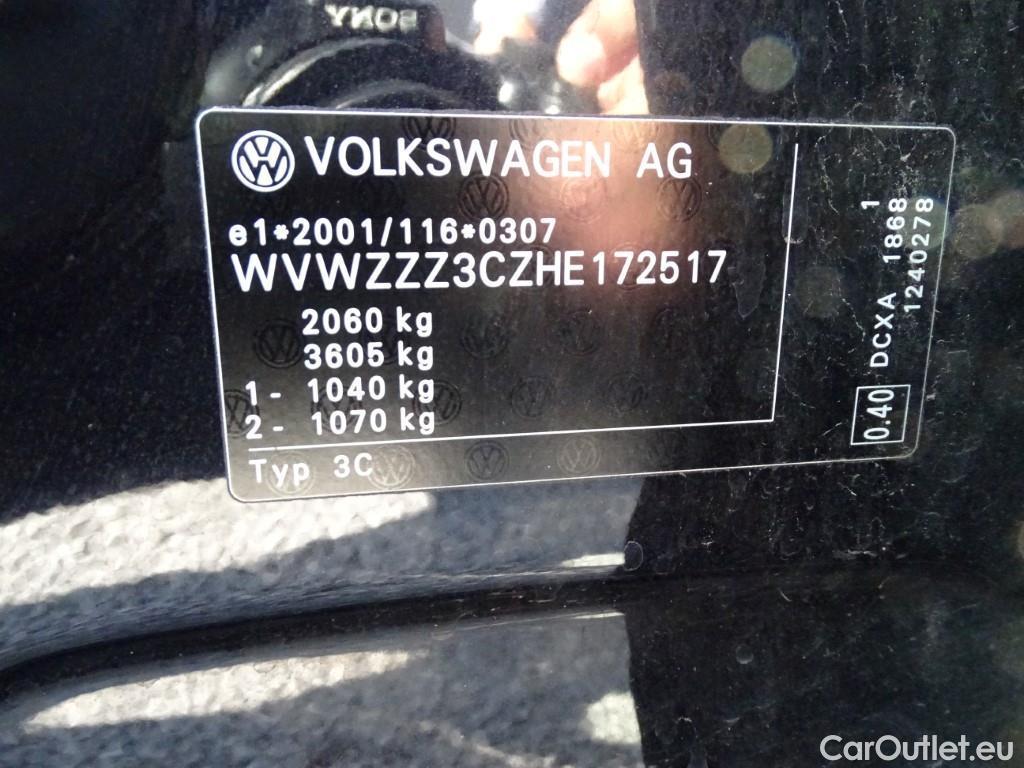 SONY
VOLKSWAGEN AG
e1*2001/116*0307
WVWZZZ3CZHE172517
2060 kg
3605 kg
1 - 1040 kg
2 - 1070 kg
Typ 3C
0.40 DCXA 1868 1
1240278
CarOutlet.eu